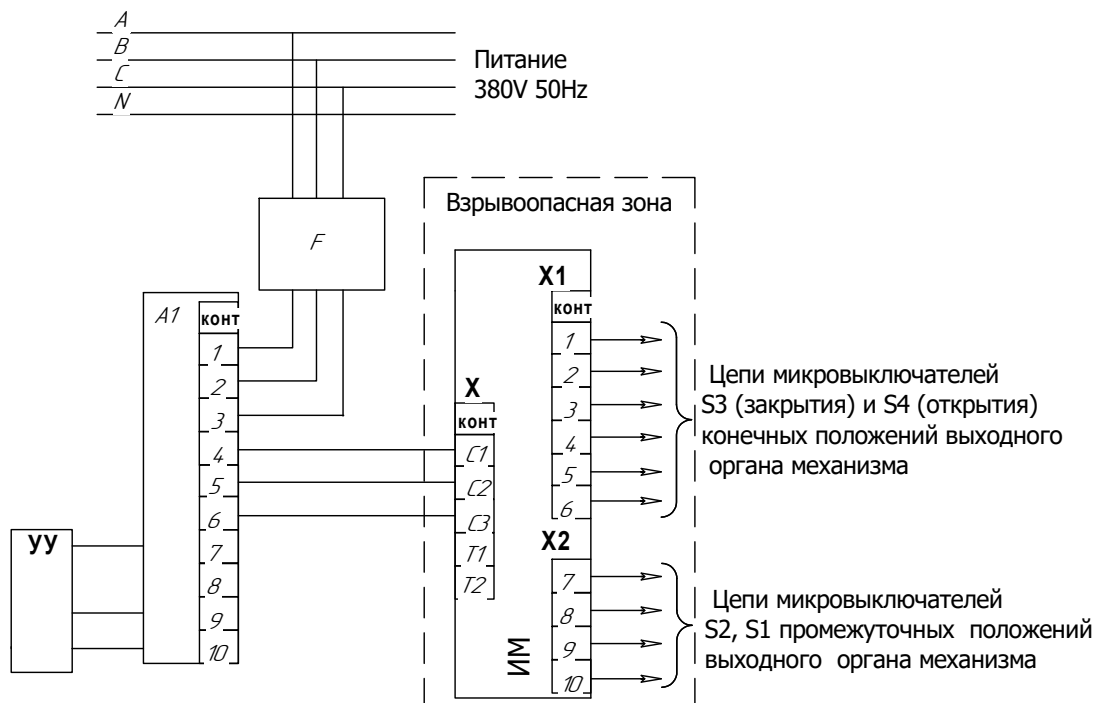 A
B
C
N
Питание
380V 50Hz
Взрывоопасная зона
F
A1
конт
1
2
3
4
5
6
7
8
9
10
УУ
X
конт
C1
C2
C3
T1
T2
ИМ
X1
конт
1
2
3
4
5
6
X2
7
8
9
10
Цепи микровыключателей
S3 (закрытия) и S4 (открытия)
конечных положений выходного
органа механизма
Цепи микровыключателей
S2, S1 промежуточных положений
выходного органа механизма